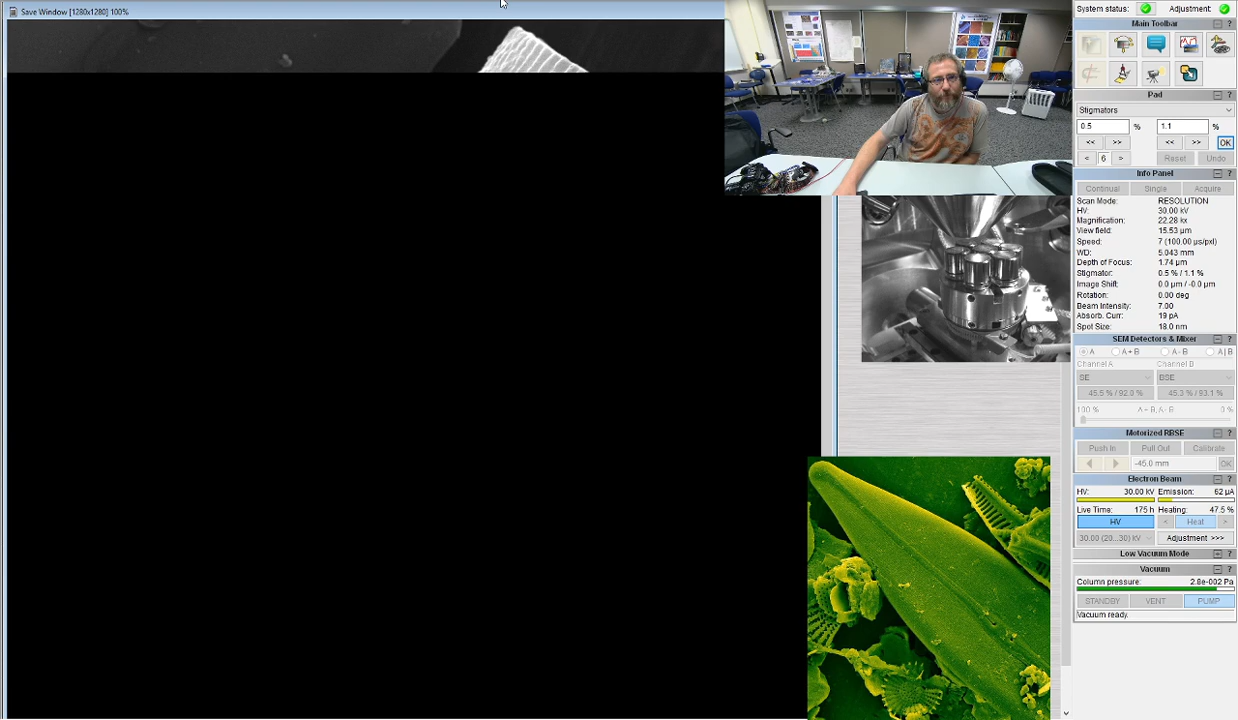 Save Window [1280x1280] 100%
System status: Adjustment:
Main Toolbar ?
Pad ?
Stigmators
0.5 % 1.1 %
<< >> << >> OK
< 6 > Reset Undo
Info Panel ?
Continual Single Acquire
Scan Mode: RESOLUTION
HV: 30.00 kV
Magnification: 22.28 kx
View field: 15.53 µm
Speed: 7 (100.00 µs/pxl)
WD: 5.043 mm
Depth of Focus: 1.74 µm
Stigmator: 0.5 % / 1.1 %
Image Shift: 0.0 µm / -0.0 µm
Rotation: 0.00 deg
Beam Intensity: 7.00
Absorb. Curr: 19 pA
Spot Size: 18.0 nm
SEM Detectors & Mixer ?
A A+B A-B A|B
Channel A Channel B
SE BSE
45.5 % / 92.0 % 45.3 % / 93.1 %
100 % A+B, A-B 0 %
Motorized RBSE ?
Push In Pull Out Calibrate
-45.0 mm OK
Electron Beam ?
HV: 30.00 kV Emission: 62 µA
Live Time: 175 h Heating: 47.5 %
HV < Heat >
30.00 (20...30) kV Adjustment >>>
Low Vacuum Mode ?
Vacuum ?
Column pressure: 2.8e-002 Pa
STANDBY VENT PUMP
Vacuum ready.